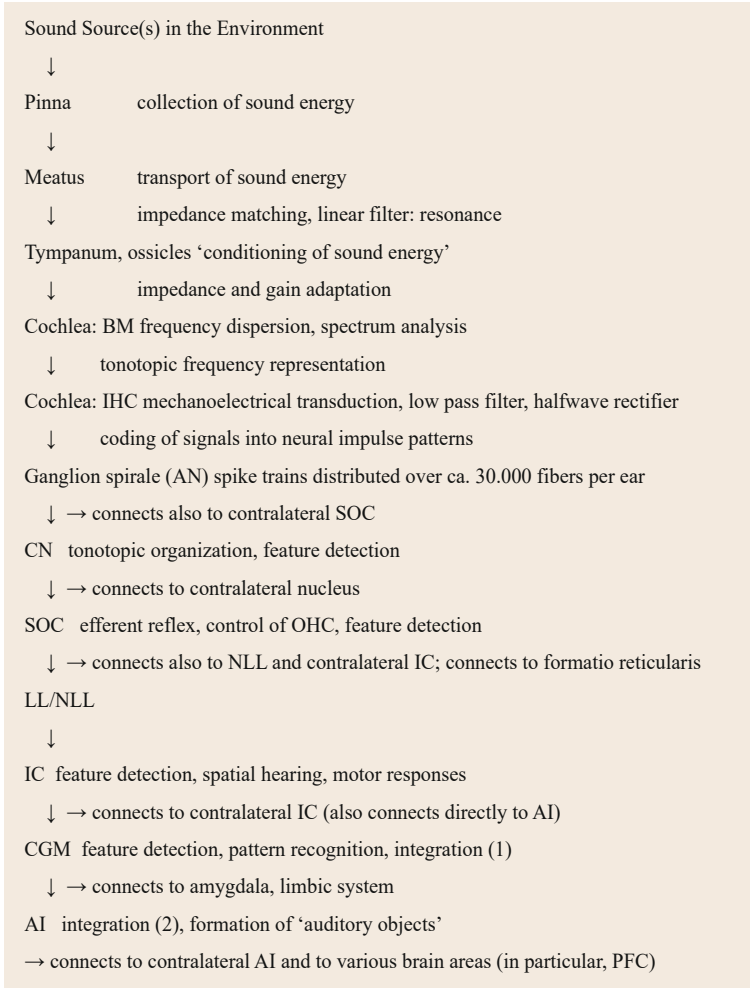 Sound Source(s) in the Environment
↓
Pinna collection of sound energy
↓
Meatus transport of sound energy
↓ impedance matching, linear filter: resonance
Tympanum, ossicles ‘conditioning of sound energy’
↓ impedance and gain adaptation
Cochlea: BM frequency dispersion, spectrum analysis
↓ tonotopic frequency representation
Cochlea: IHC mechanoelectrical transduction, low pass filter, halfwave rectifier
↓ coding of signals into neural impulse patterns
Ganglion spirale (AN) spike trains distributed over ca. 30.000 fibers per ear
↓ → connects also to contralateral SOC
CN tonotopic organization, feature detection
↓ → connects to contralateral nucleus
SOC efferent reflex, control of OHC, feature detection
↓ → connects also to NLL and contralateral IC; connects to formatio reticularis
LL/NLL
↓
IC feature detection, spatial hearing, motor responses
↓ → connects to contralateral IC (also connects directly to AI)
CGM feature detection, pattern recognition, integration (1)
↓ → connects to amygdala, limbic system
AI integration (2), formation of ‘auditory objects’
→ connects to contralateral AI and to various brain areas (in particular, PFC)